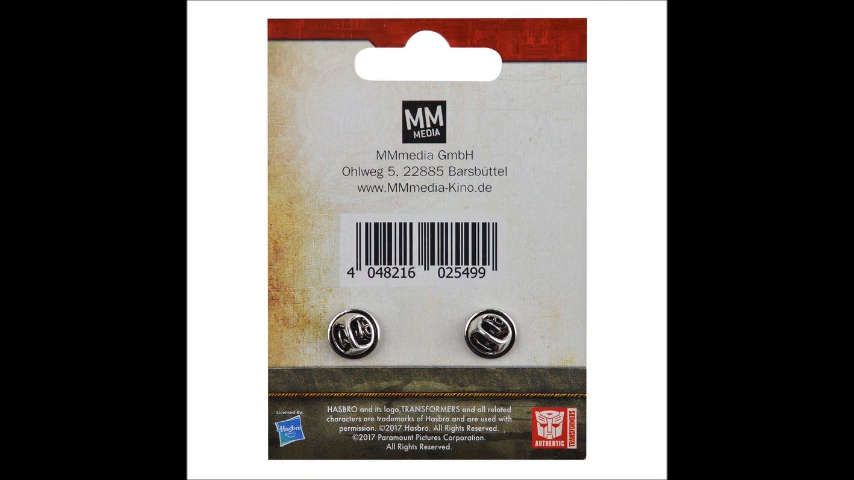 MM
MEDIA
MMmedia GmbH
Ohlweg 5, 22885 Barsbüttel
www.MMmedia-Kino.de
4 048216 025499
Licensed By:
Hasbro
HASBRO and its logo,TRANSFORMERS and all related
characters are trademarks of Hasbro and are used with
permission. ©2017 Hasbro. All Rights Reserved.
©2017 Paramount Pictures Corporation.
All Rights Reserved.
AUTHENTIC
TRANSFORMERS